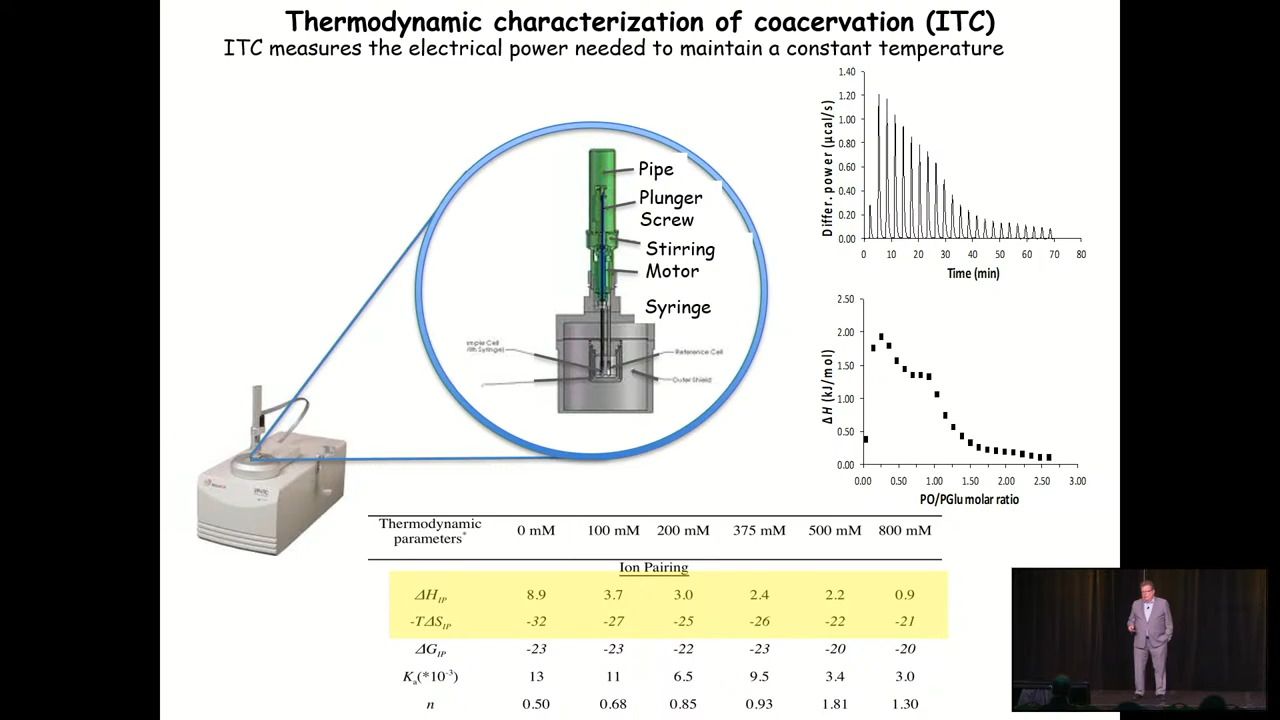 Thermodynamic characterization of coacervation (ITC)
ITC measures the electrical power needed to maintain a constant temperature
Pipe
Plunger
Screw
Stirring
Motor
Syringe
mple Cell
ith Syringe)
Reference Cell
Outer Shield
Differ. power (µcal/s)
1.40
1.20
1.00
0.80
0.60
0.40
0.20
0.00
0 10 20 30 40 50 60 70 80
Time (min)
ΔH (kJ/mol)
2.50
2.00
1.50
1.00
0.50
0.00
0.00 0.50 1.00 1.50 2.00 2.50 3.00
PO/PGlu molar ratio
Thermodynamic
parameters* 0 mM 100 mM 200 mM 375 mM 500 mM 800 mM
Ion Pairing
ΔH_IP 8.9 3.7 3.0 2.4 2.2 0.9
-TΔS_IP -32 -27 -25 -26 -22 -21
ΔG_IP -23 -23 -22 -23 -20 -20
K_a(*10^-3) 13 11 6.5 9.5 3.4 3.0
n 0.50 0.68 0.85 0.93 1.81 1.30